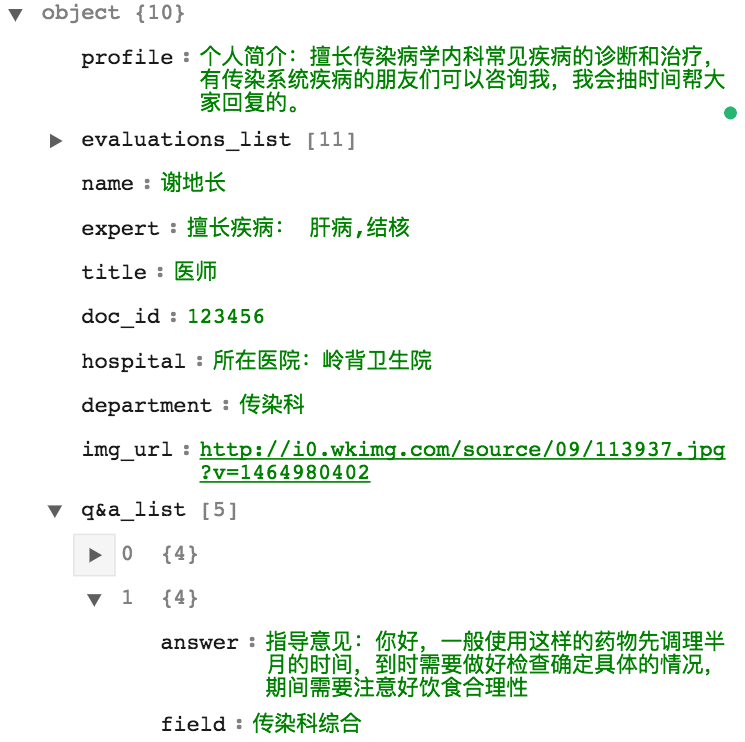 object {10}
profile : 个人简介：擅长传染病学内科常见疾病的诊断和治疗，
有传染系统疾病的朋友们可以咨询我，我会抽时间帮大
家回复的。
evaluations_list [11]
name : 谢地长
expert : 擅长疾病： 肝病,结核
title : 医师
doc_id : 123456
hospital : 所在医院：岭背卫生院
department : 传染科
img_url : http://i0.wkimg.com/source/09/113937.jpg
?v=1464980402
q&a_list [5]
0 {4}
1 {4}
answer : 指导意见：你好，一般使用这样的药物先调理半
月的时间，到时需要做好检查确定具体的情况，
期间需要注意好饮食合理性
field : 传染科综合